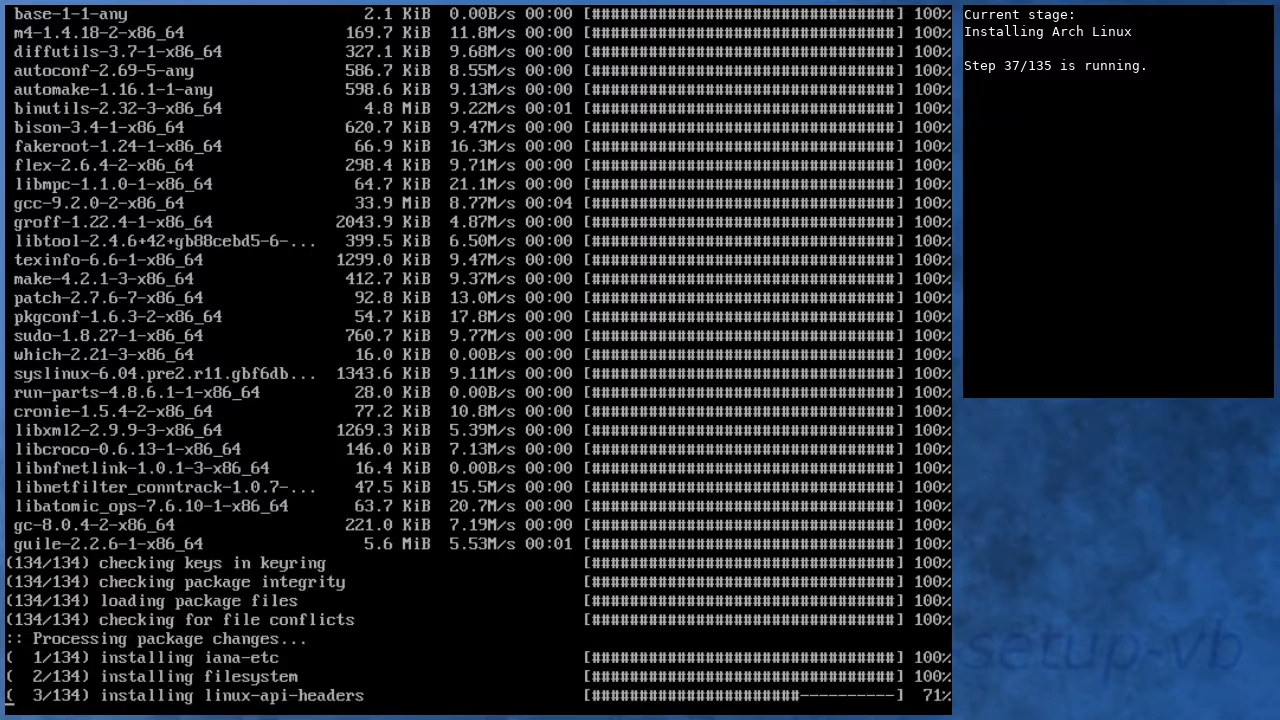 base-1-1-any 2.1 KiB 0.00B/s 00:00 [################################] 100%
m4-1.4.18-2-x86_64 169.7 KiB 11.8M/s 00:00 [################################] 100%
diffutils-3.7-1-x86_64 327.1 KiB 9.68M/s 00:00 [################################] 100%
autoconf-2.69-5-any 586.7 KiB 8.55M/s 00:00 [################################] 100%
automake-1.16.1-1-any 598.6 KiB 9.13M/s 00:00 [################################] 100%
binutils-2.32-3-x86_64 4.8 MiB 9.22M/s 00:01 [################################] 100%
bison-3.4-1-x86_64 620.7 KiB 9.47M/s 00:00 [################################] 100%
fakeroot-1.24-1-x86_64 66.9 KiB 16.3M/s 00:00 [################################] 100%
flex-2.6.4-2-x86_64 298.4 KiB 9.71M/s 00:00 [################################] 100%
libmpc-1.1.0-1-x86_64 64.7 KiB 21.1M/s 00:00 [################################] 100%
gcc-9.2.0-2-x86_64 33.9 MiB 8.77M/s 00:04 [################################] 100%
groff-1.22.4-1-x86_64 2043.9 KiB 4.87M/s 00:00 [################################] 100%
libtool-2.4.6+42+gb88cebd5-6-... 399.5 KiB 6.50M/s 00:00 [################################] 100%
texinfo-6.6-1-x86_64 1299.0 KiB 9.47M/s 00:00 [################################] 100%
make-4.2.1-3-x86_64 412.7 KiB 9.37M/s 00:00 [################################] 100%
patch-2.7.6-7-x86_64 92.8 KiB 13.0M/s 00:00 [################################] 100%
pkgconf-1.6.3-2-x86_64 54.7 KiB 17.8M/s 00:00 [################################] 100%
sudo-1.8.27-1-x86_64 760.7 KiB 9.77M/s 00:00 [################################] 100%
which-2.21-3-x86_64 16.0 KiB 0.00B/s 00:00 [################################] 100%
syslinux-6.04.pre2.r11.gbf6db... 1343.6 KiB 9.11M/s 00:00 [################################] 100%
run-parts-4.8.6.1-1-x86_64 28.0 KiB 0.00B/s 00:00 [################################] 100%
cronie-1.5.4-2-x86_64 77.2 KiB 10.8M/s 00:00 [################################] 100%
libxml2-2.9.9-3-x86_64 1269.3 KiB 5.39M/s 00:00 [################################] 100%
libcroco-0.6.13-1-x86_64 146.0 KiB 7.13M/s 00:00 [################################] 100%
libnfnetlink-1.0.1-3-x86_64 16.4 KiB 0.00B/s 00:00 [################################] 100%
libnetfilter_conntrack-1.0.7-... 47.5 KiB 15.5M/s 00:00 [################################] 100%
libatomic_ops-7.6.10-1-x86_64 63.7 KiB 20.7M/s 00:00 [################################] 100%
gc-8.0.4-2-x86_64 221.0 KiB 7.19M/s 00:00 [################################] 100%
guile-2.2.6-1-x86_64 5.6 MiB 5.53M/s 00:01 [################################] 100%
(134/134) checking keys in keyring [################################] 100%
(134/134) checking package integrity [################################] 100%
(134/134) loading package files [################################] 100%
(134/134) checking for file conflicts [################################] 100%
:: Processing package changes...
( 1/134) installing iana-etc [################################] 100%
( 2/134) installing filesystem [################################] 100%
( 3/134) installing linux-api-headers [######################----------] 71%
Current stage:
Installing Arch Linux
Step 37/135 is running.
setup-vb